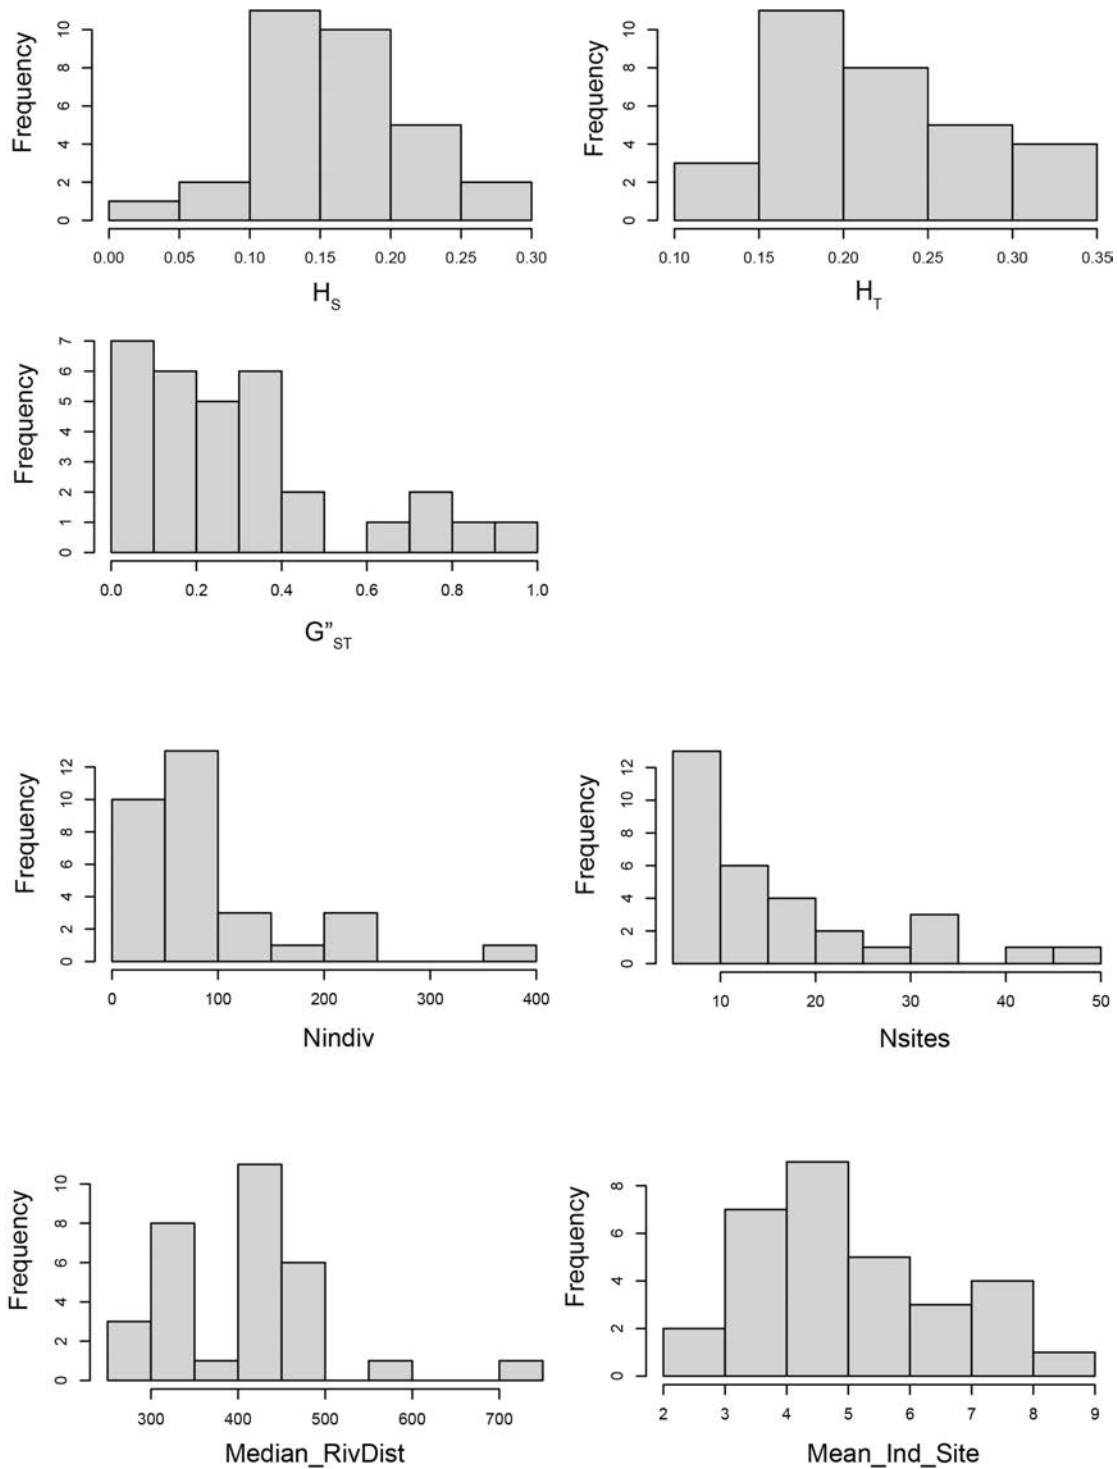 Frequency
0 2 4 6 8 10
0.00 0.05 0.10 0.15 0.20 0.25 0.30
H_S
Frequency
0 2 4 6 8 10
0.10 0.15 0.20 0.25 0.30 0.35
H_T
Frequency
0 1 2 3 4 5 6 7
0.0 0.2 0.4 0.6 0.8 1.0
G”_ST
Frequency
0 2 4 6 8 10 12
0 100 200 300 400
Nindiv
Frequency
0 2 4 6 8 10 12
10 20 30 40 50
Nsites
Frequency
0 2 4 6 8 10
300 400 500 600 700
Median_RivDist
Frequency
0 2 4 6 8
2 3 4 5 6 7 8 9
Mean_Ind_Site